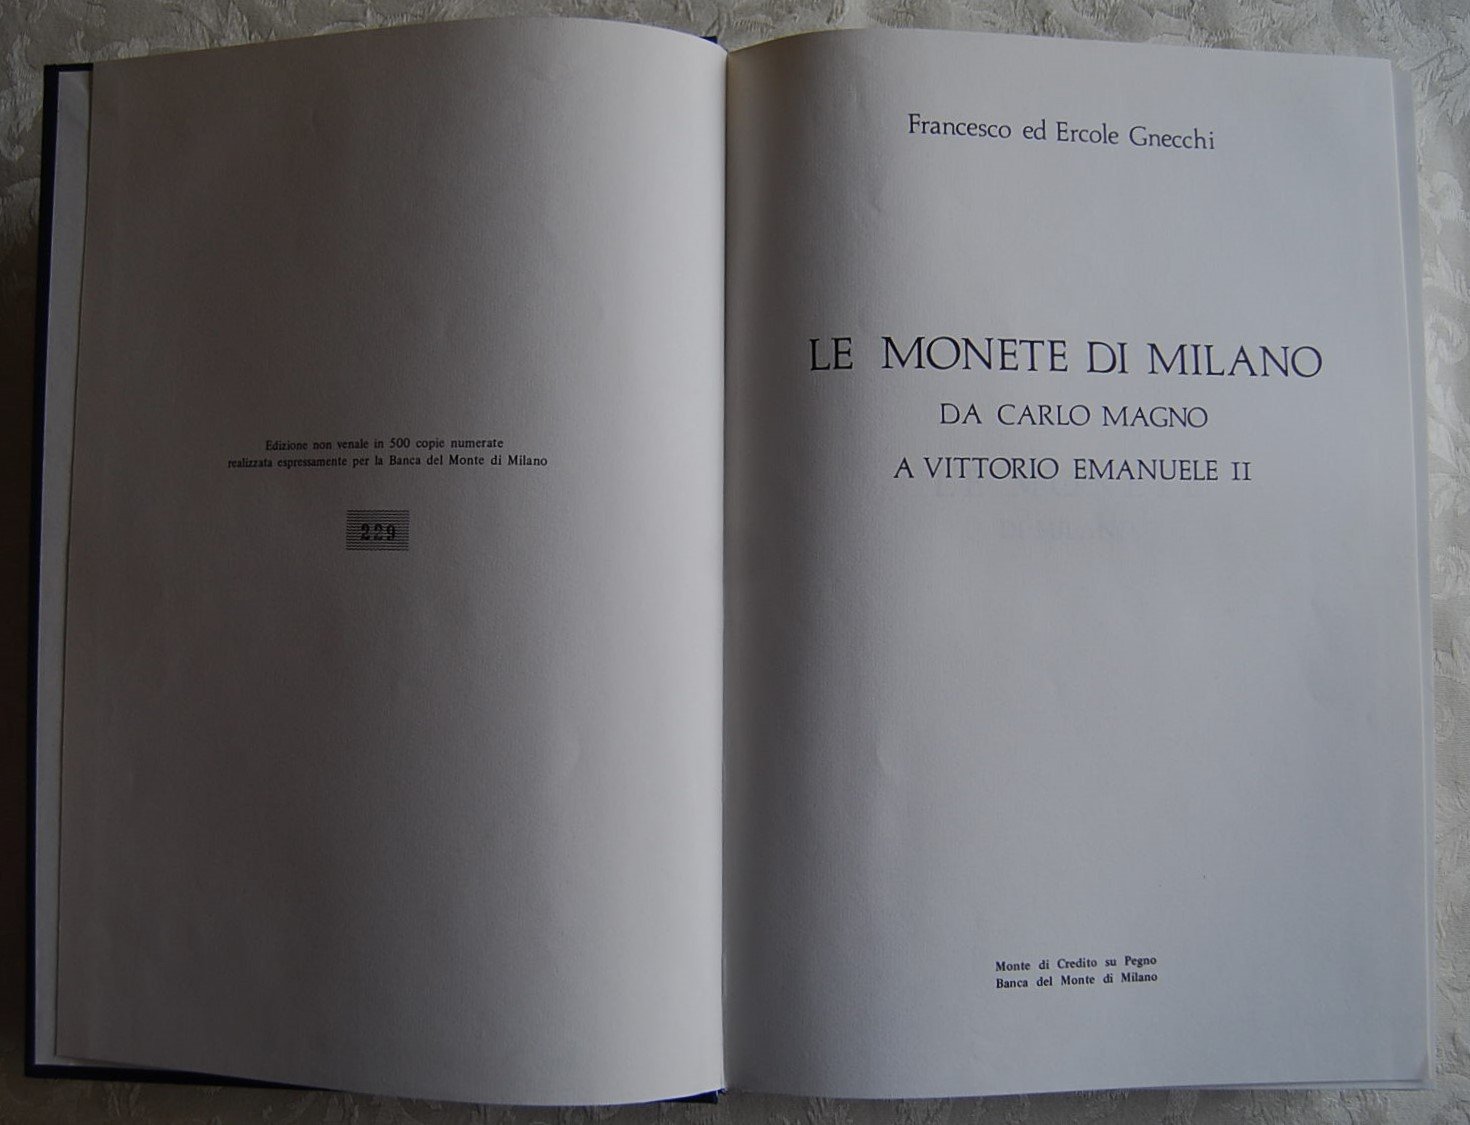 Edizione non venale in 500 copie numerate
realizzata espressamente per la Banca del Monte di Milano
229
Francesco ed Ercole Gnecchi
LE MONETE DI MILANO
DA CARLO MAGNO
A VITTORIO EMANUELE II
Monte di Credito su Pegno
Banca del Monte di Milano